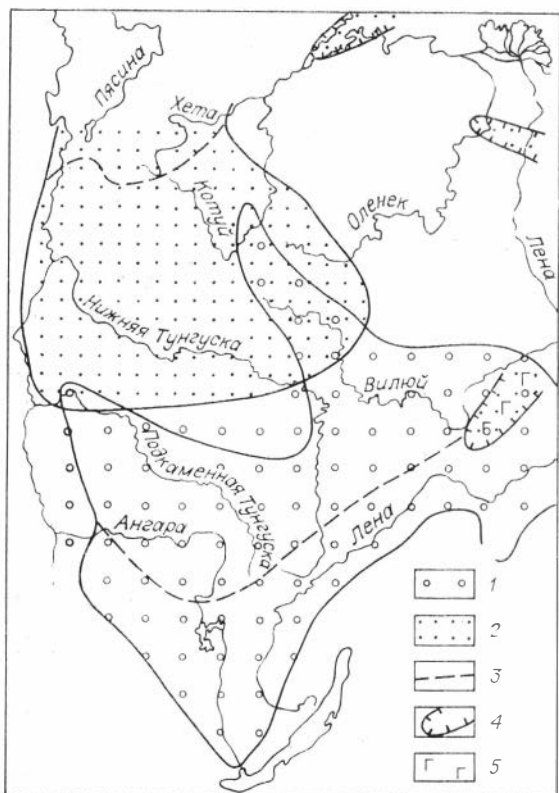 Пясина
Хета
Котуй
Оленек
Лена
Нижняя Тунгуска
Вилюй
Г
Г
Б
Подкаменная Тунгуска
Ангара
Лена
1
2
3
4
Г Г 5